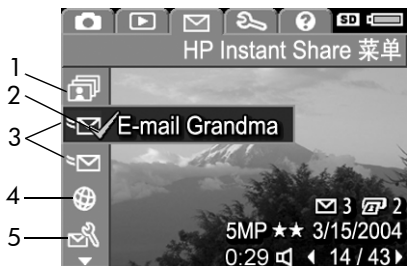 SD
HP Instant Share 菜单
1
2
3
4
5
E-mail Grandma
3 2
5MP ★★ 3/15/2004
0:29 14 / 43